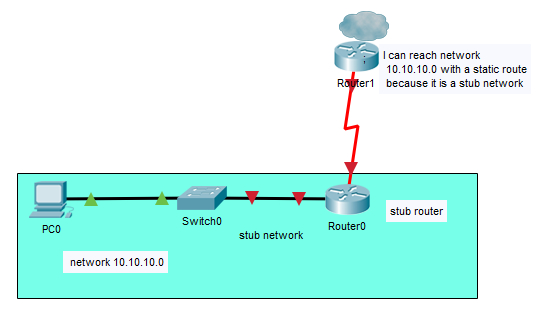 I can reach network
10.10.10.0 with a static route
because it is a stub network
Router1
PC0
Switch0
Router0
stub router
stub network
network 10.10.10.0